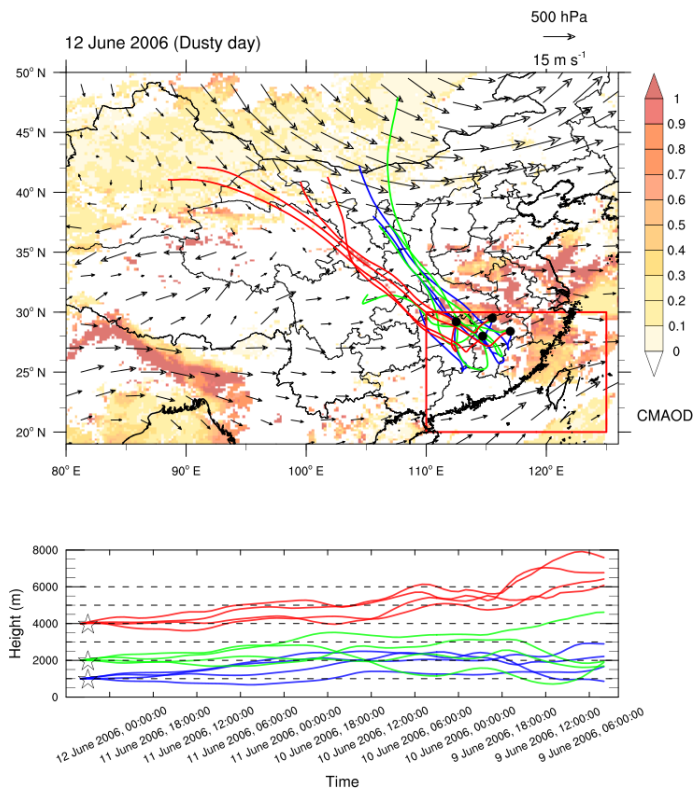 500 hPa
12 June 2006 (Dusty day)
15 m s⁻¹
50° N
45° N
40° N
35° N
30° N
25° N
20° N
80° E
90° E
100° E
110° E
120° E
1
0.9
0.8
0.7
0.6
0.5
0.4
0.3
0.2
0.1
0
CMAOD
8000
6000
4000
2000
0
Height (m)
12 June 2006, 00:00:00
11 June 2006, 18:00:00
11 June 2006, 12:00:00
11 June 2006, 06:00:00
11 June 2006, 00:00:00
10 June 2006, 18:00:00
10 June 2006, 12:00:00
10 June 2006, 06:00:00
10 June 2006, 00:00:00
9 June 2006, 18:00:00
9 June 2006, 12:00:00
9 June 2006, 06:00:00
Time